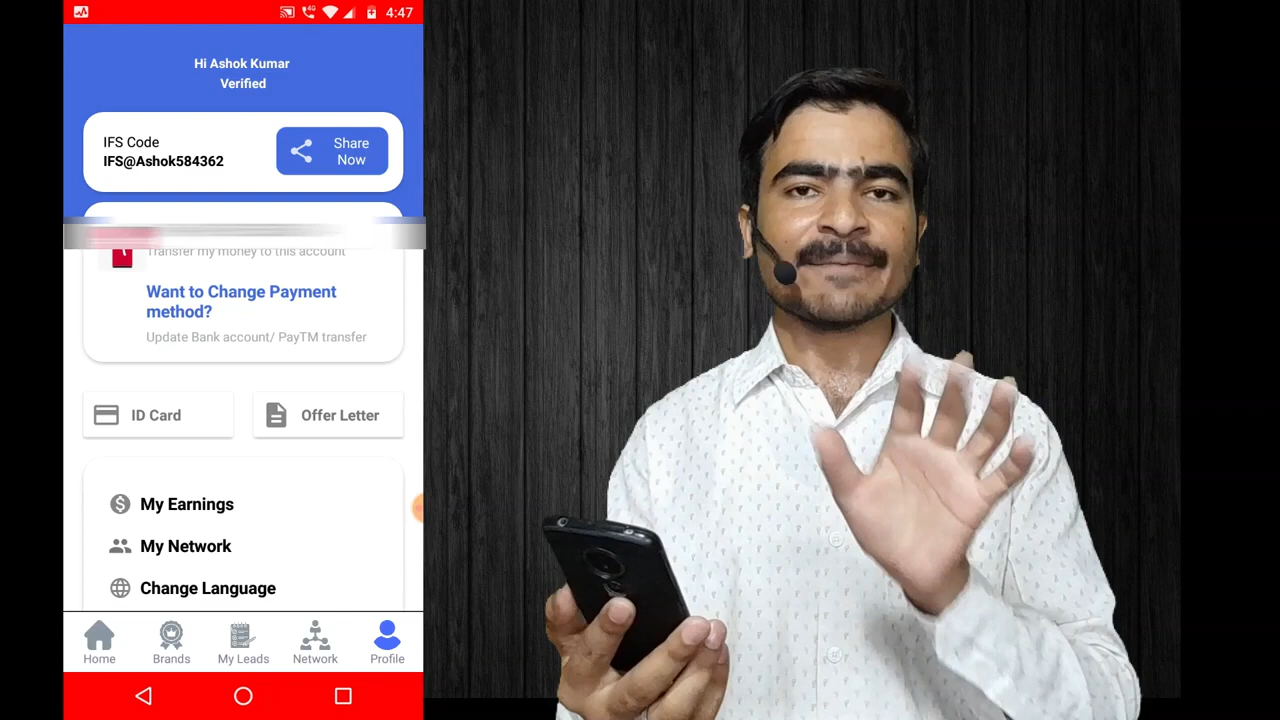 4G 4:47
Hi Ashok Kumar
Verified
IFS Code
IFS@Ashok584362
Share
Now
Transfer my money to this account
Want to Change Payment
method?
Update Bank account/ PayTM transfer
ID Card
Offer Letter
My Earnings
My Network
Change Language
Home
Brands
My Leads
Network
Profile